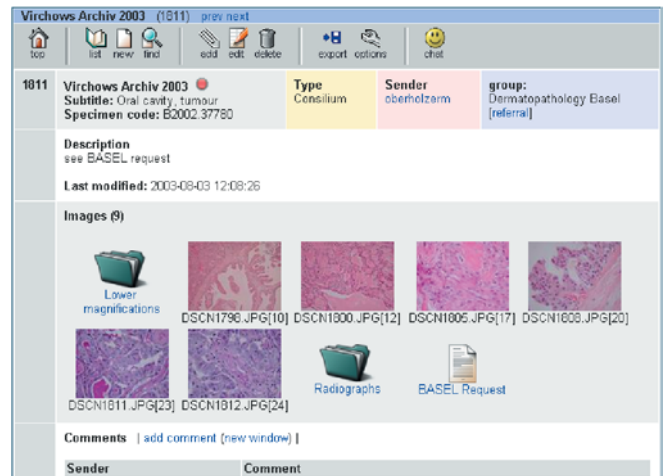 Virchows Archiv 2003 (1811) prev next
top list new find add edit delete export options chat
1811 Virchows Archiv 2003 Type Sender group:
Subtitle: Oral cavity, tumour Consilium oberholzerm Dermatopathology Basel
Specimen code: B2002.37780 [referral]
Description
see BASEL request
Last modified: 2003-08-03 12:08:26
Images (9)
Lower
magnifications
DSCN1798.JPG[10] DSCN1800.JPG[12] DSCN1805.JPG[17] DSCN1808.JPG[20]
Radiographs BASEL Request
DSCN1811.JPG[23] DSCN1812.JPG[24]
Comments | add comment (new window) |
Sender Comment